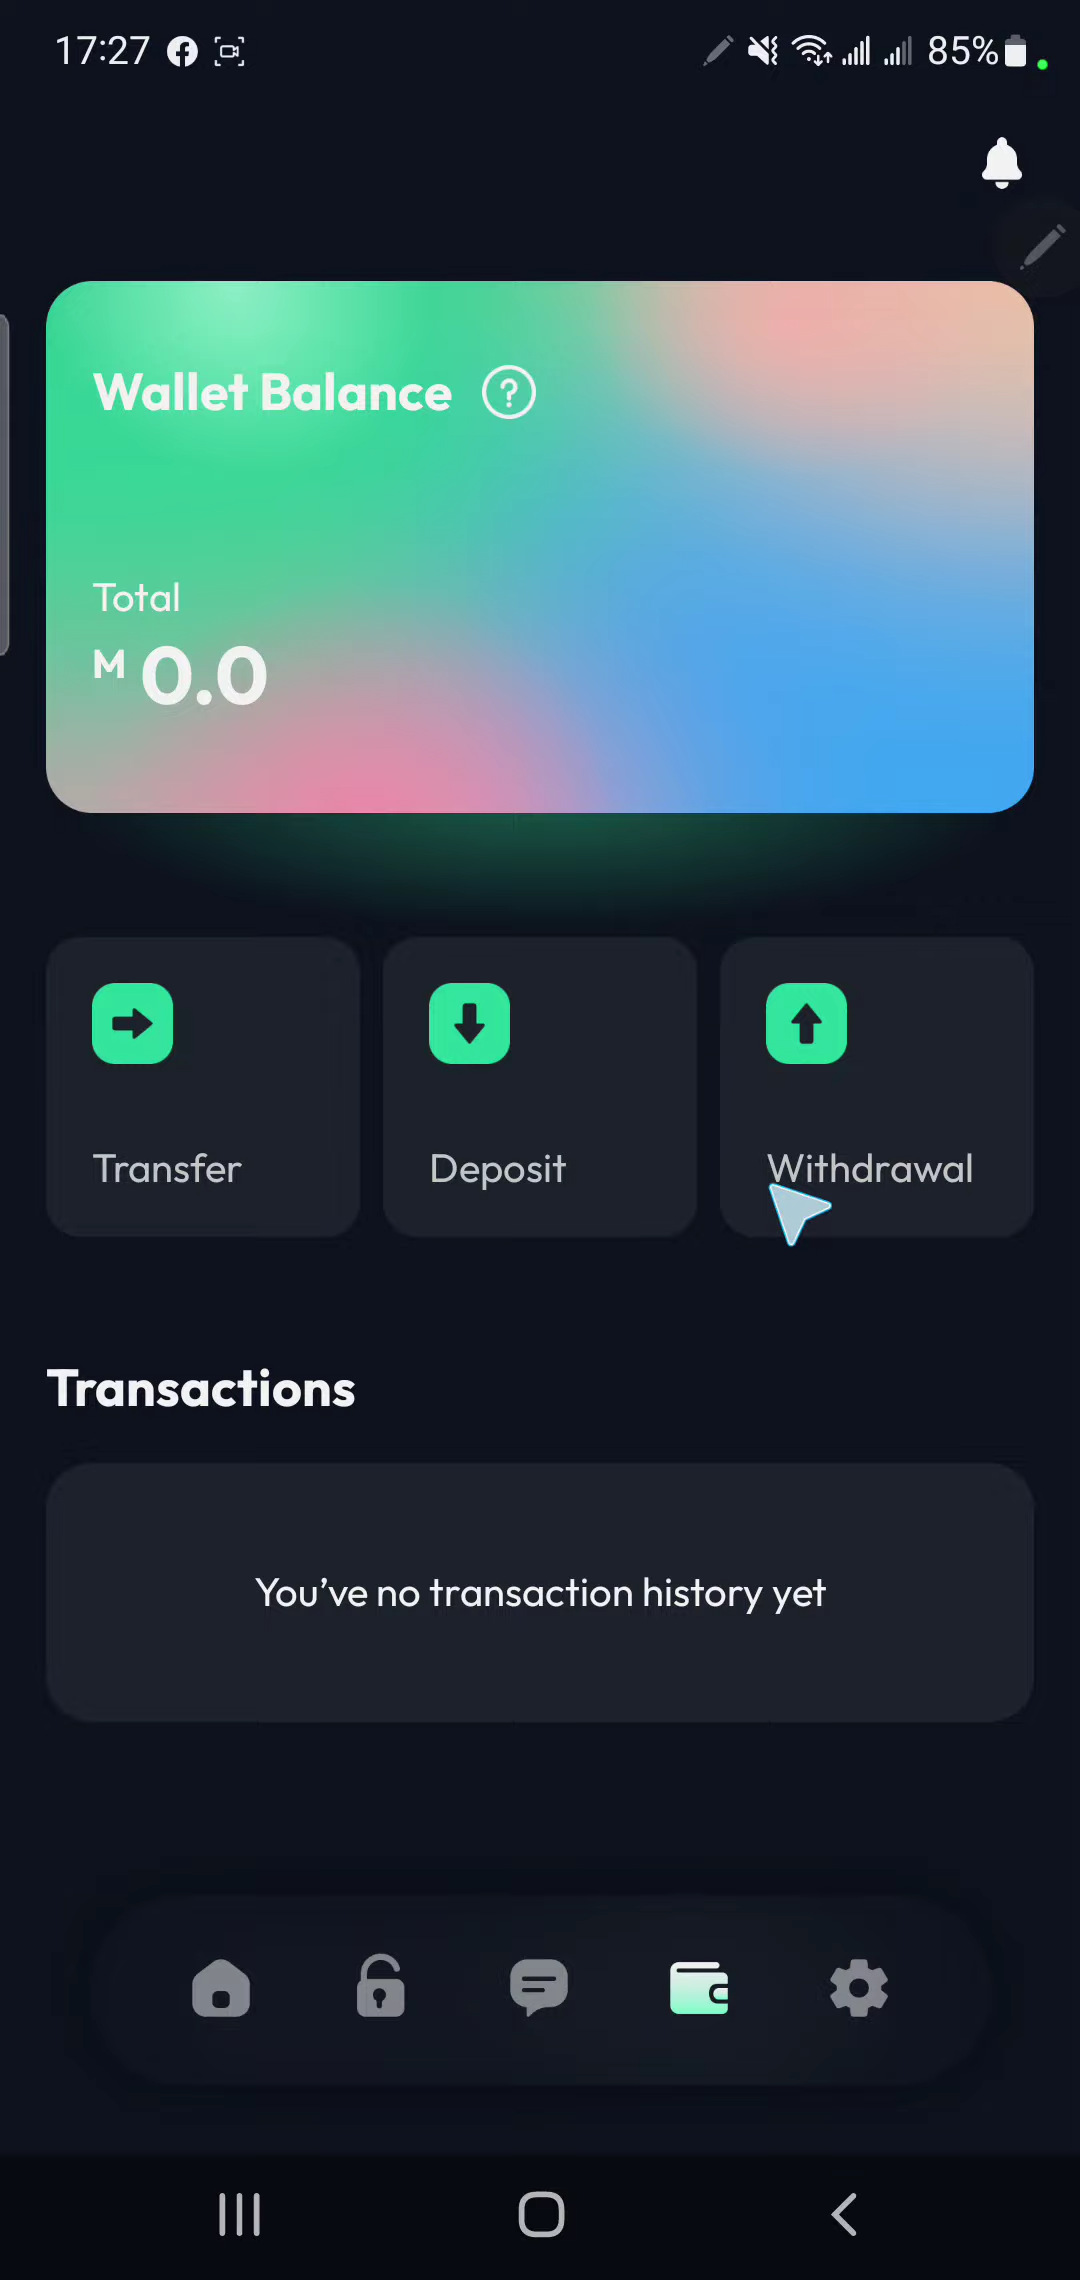 17:27
85%
Wallet Balance ?
Total
M 0.0
Transfer
Deposit
Withdrawal
Transactions
You've no transaction history yet